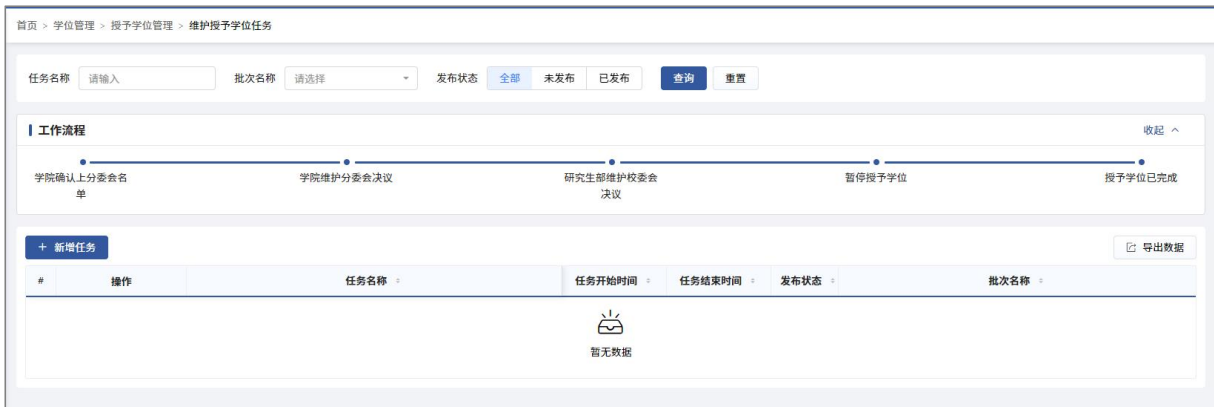 首页 > 学位管理 > 授予学位管理 > 维护授予学位任务
任务名称 请输入 批次名称 请选择 发布状态 全部 未发布 已发布 查询 重置
工作流程 收起
学院确认上分委会名单 学院维护分委会决议 研究生部维护校委会决议 暂停授予学位 授予学位已完成
+ 新增任务 导出数据
# 操作 任务名称 任务开始时间 任务结束时间 发布状态 批次名称
暂无数据